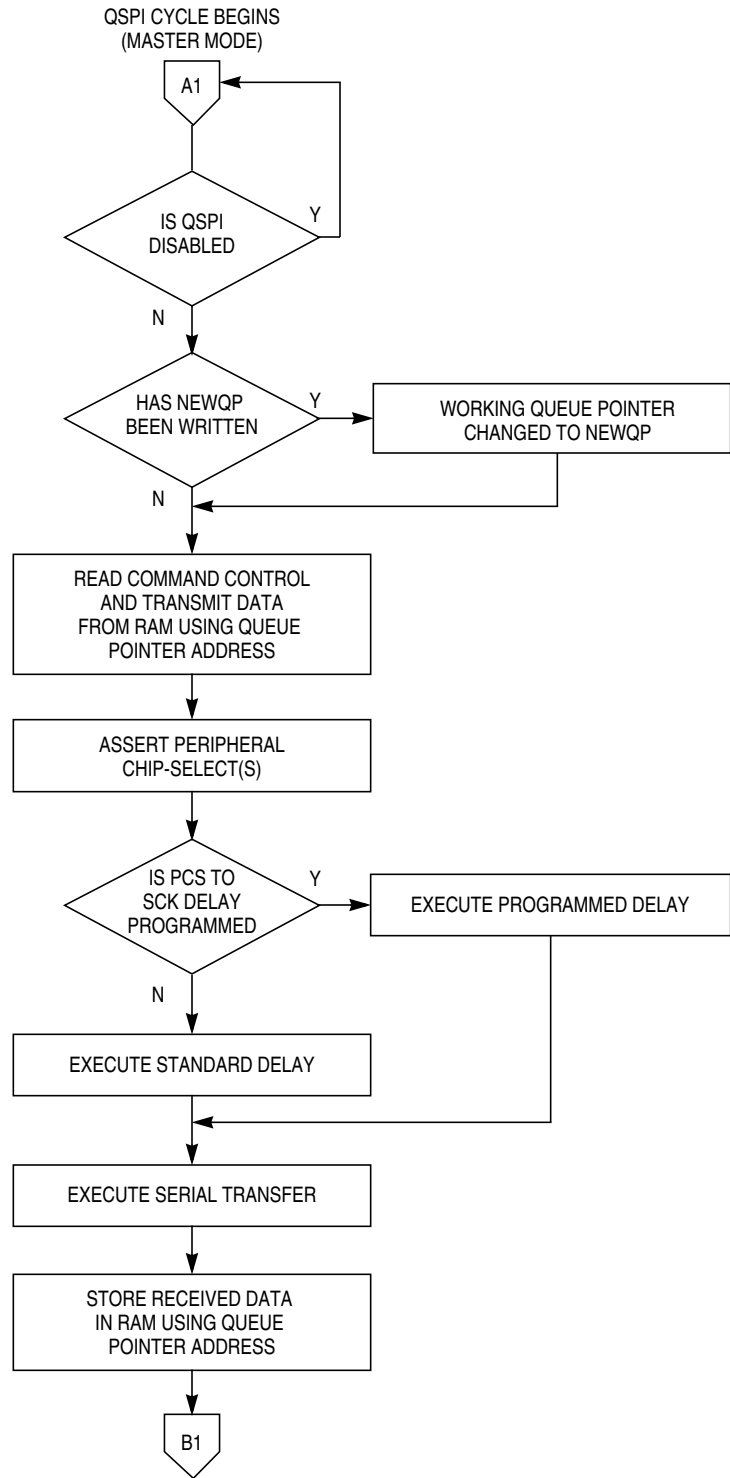 QSPI CYCLE BEGINS
(MASTER MODE)
A1
IS QSPI
DISABLED
Y
N
HAS NEWQP
BEEN WRITTEN
Y
WORKING QUEUE POINTER
CHANGED TO NEWQP
N
READ COMMAND CONTROL
AND TRANSMIT DATA
FROM RAM USING QUEUE
POINTER ADDRESS
ASSERT PERIPHERAL
CHIP-SELECT(S)
IS PCS TO
SCK DELAY
PROGRAMMED
Y
EXECUTE PROGRAMMED DELAY
N
EXECUTE STANDARD DELAY
EXECUTE SERIAL TRANSFER
STORE RECEIVED DATA
IN RAM USING QUEUE
POINTER ADDRESS
B1